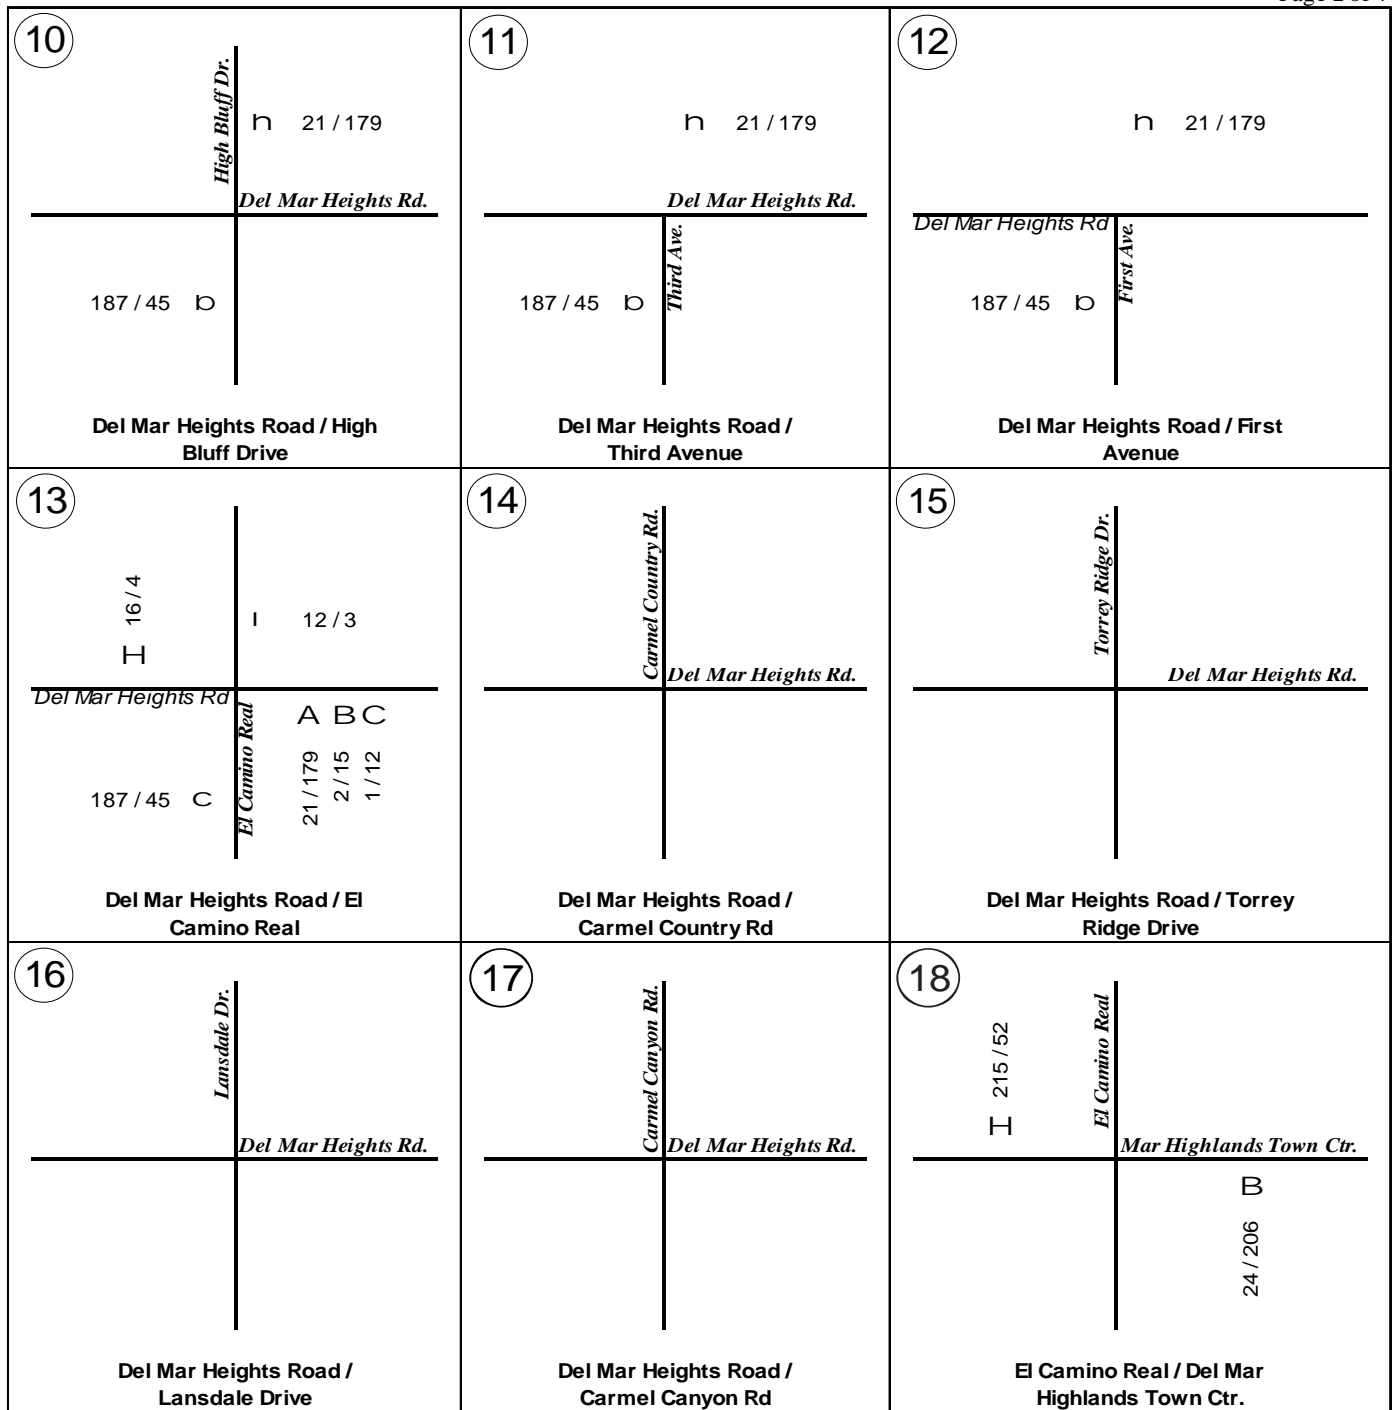 10
High Bluff Dr.
h 21 / 179
Del Mar Heights Rd.
187 / 45 b
Del Mar Heights Road / High
Bluff Drive
11
h 21 / 179
Del Mar Heights Rd.
Third Ave.
187 / 45 b
Del Mar Heights Road /
Third Avenue
12
h 21 / 179
Del Mar Heights Rd
First Ave.
187 / 45 b
Del Mar Heights Road / First
Avenue
13
16 / 4
H
I 12 / 3
Del Mar Heights Rd
El Camino Real
A B C
21 / 179
2 / 15
1 / 12
187 / 45 C
Del Mar Heights Road / El
Camino Real
14
Carmel Country Rd.
Del Mar Heights Rd.
Del Mar Heights Road /
Carmel Country Rd
15
Torrey Ridge Dr.
Del Mar Heights Rd.
Del Mar Heights Road / Torrey
Ridge Drive
16
Lansdale Dr.
Del Mar Heights Rd.
Del Mar Heights Road /
Lansdale Drive
17
Carmel Canyon Rd.
Del Mar Heights Rd.
Del Mar Heights Road /
Carmel Canyon Rd
18
215 / 52
H
El Camino Real
Mar Highlands Town Ctr.
B
24 / 206
El Camino Real / Del Mar
Highlands Town Ctr.